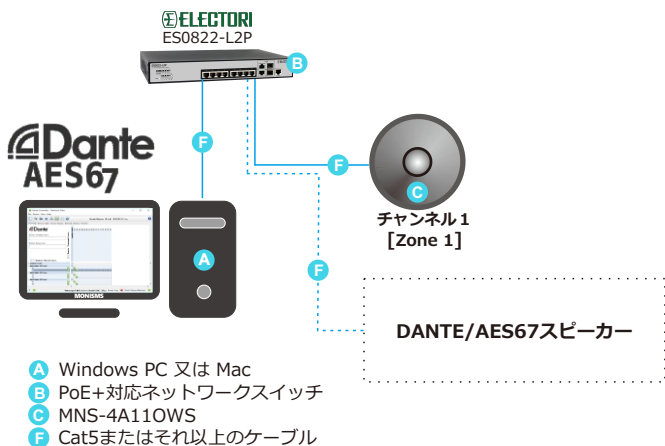 ELECTORI
ES0822-L2P
B
F
Dante
AES67
F
C
チャンネル1
[Zone 1]
A
Dante
MONISMS
F
DANTE/AES67スピーカー
A Windows PC 又は Mac
B PoE+対応ネットワークスイッチ
C MNS-4A11OWS
F Cat5またはそれ以上のケーブル